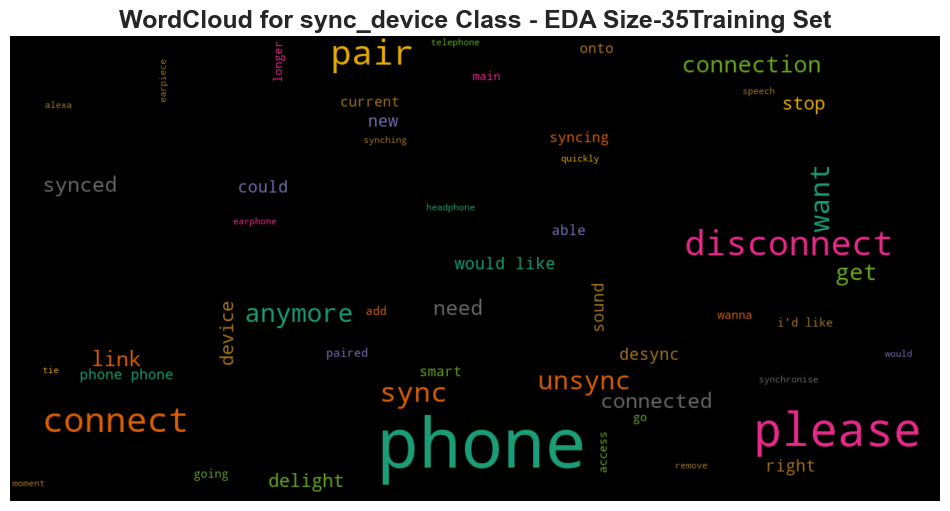 WordCloud for sync_device Class - EDA Size-35Training Set
pair
telephone
onto
longer
earpiece
main
connection
alexa
current
speech
stop
new
synching
syncing
quickly
synced
could
want
headphone
earphone
able
disconnect
would like
get
device
anymore
add
need
sound
wanna
i'd like
link
paired
desync
would
tie
phone phone
smart
unsync
synchronise
sync
connected
connect
phone
go
please
access
going
delight
remove
right
moment